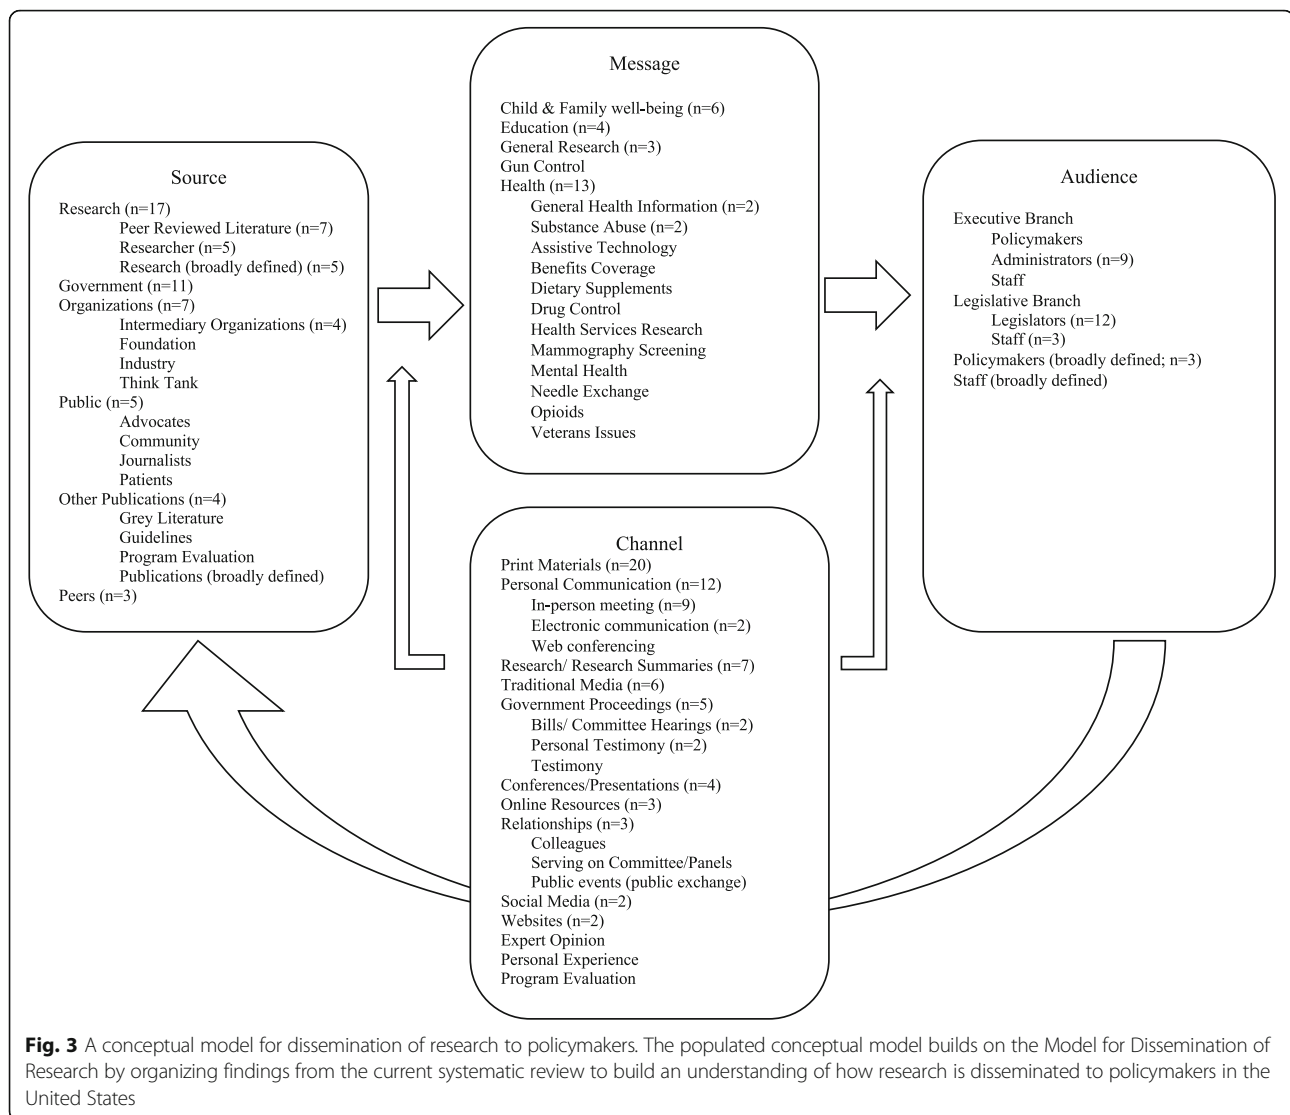 Source
Research (n=17)
Peer Reviewed Literature (n=7)
Researcher (n=5)
Research (broadly defined) (n=5)
Government (n=11)
Organizations (n=7)
Intermediary Organizations (n=4)
Foundation
Industry
Think Tank
Public (n=5)
Advocates
Community
Journalists
Patients
Other Publications (n=4)
Grey Literature
Guidelines
Program Evaluation
Publications (broadly defined)
Peers (n=3)
Message
Child & Family well-being (n=6)
Education (n=4)
General Research (n=3)
Gun Control
Health (n=13)
General Health Information (n=2)
Substance Abuse (n=2)
Assistive Technology
Benefits Coverage
Dietary Supplements
Drug Control
Health Services Research
Mammography Screening
Mental Health
Needle Exchange
Opioids
Veterans Issues
Channel
Print Materials (n=20)
Personal Communication (n=12)
In-person meeting (n=9)
Electronic communication (n=2)
Web conferencing
Research/ Research Summaries (n=7)
Traditional Media (n=6)
Government Proceedings (n=5)
Bills/ Committee Hearings (n=2)
Personal Testimony (n=2)
Testimony
Conferences/Presentations (n=4)
Online Resources (n=3)
Relationships (n=3)
Colleagues
Serving on Committee/Panels
Public events (public exchange)
Social Media (n=2)
Websites (n=2)
Expert Opinion
Personal Experience
Program Evaluation
Audience
Executive Branch
Policymakers
Administrators (n=9)
Staff
Legislative Branch
Legislators (n=12)
Staff (n=3)
Policymakers (broadly defined; n=3)
Staff (broadly defined)
Fig. 3 A conceptual model for dissemination of research to policymakers. The populated conceptual model builds on the Model for Dissemination of
Research by organizing findings from the current systematic review to build an understanding of how research is disseminated to policymakers in the
United States